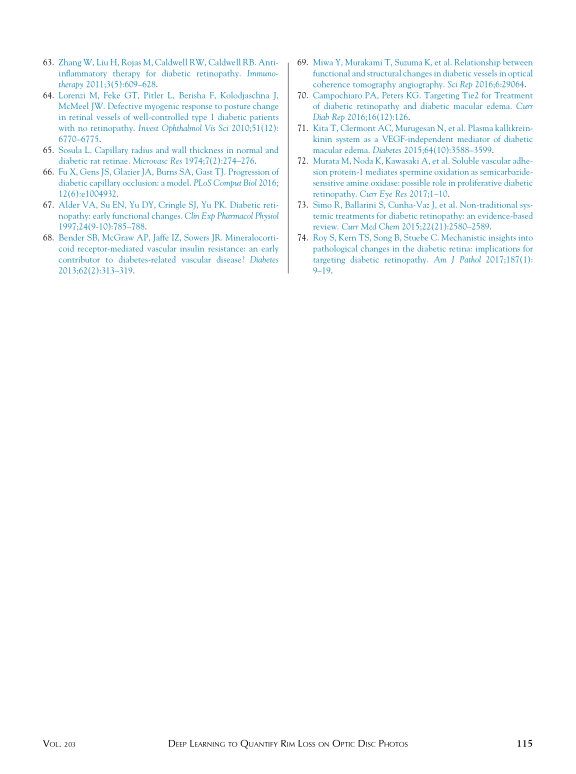 63. Zhang W, Liu H, Rojas M, Caldwell RW, Caldwell RB. Anti-
inflammatory therapy for diabetic retinopathy. Immuno-
therapy 2011;3(5):609–628.
64. Lorenzi M, Feke GT, Pitler L, Berisha F, Kolodjaschna J,
McMeel JW. Defective myogenic response to posture change
in retinal vessels of well-controlled type 1 diabetic patients
with no retinopathy. Invest Ophthalmol Vis Sci 2010;51(12):
6770–6775.
65. Sosula L. Capillary radius and wall thickness in normal and
diabetic rat retinae. Microvasc Res 1974;7(2):274–276.
66. Fu X, Gens JS, Glazier JA, Burns SA, Gast TJ. Progression of
diabetic capillary occlusion: a model. PLoS Comput Biol 2016;
12(6):e1004932.
67. Alder VA, Su EN, Yu DY, Cringle SJ, Yu PK. Diabetic reti-
nopathy: early functional changes. Clin Exp Pharmacol Physiol
1997;24(9-10):785–788.
68. Bender SB, McGraw AP, Jaffe IZ, Sowers JR. Mineralocorti-
coid receptor-mediated vascular insulin resistance: an early
contributor to diabetes-related vascular disease? Diabetes
2013;62(2):313–319.
69. Miwa Y, Murakami T, Suzuma K, et al. Relationship between
functional and structural changes in diabetic vessels in optical
coherence tomography angiography. Sci Rep 2016;6:29064.
70. Campochiaro PA, Peters KG. Targeting Tie2 for Treatment
of diabetic retinopathy and diabetic macular edema. Curr
Diab Rep 2016;16(12):126.
71. Kita T, Clermont AC, Murugesan N, et al. Plasma kallikrein-
kinin system as a VEGF-independent mediator of diabetic
macular edema. Diabetes 2015;64(10):3588–3599.
72. Murata M, Noda K, Kawasaki A, et al. Soluble vascular adhe-
sion protein-1 mediates spermine oxidation as semicarbazide-
sensitive amine oxidase: possible role in proliferative diabetic
retinopathy. Curr Eye Res 2017;1–10.
73. Simo R, Ballarini S, Cunha-Vaz J, et al. Non-traditional sys-
temic treatments for diabetic retinopathy: an evidence-based
review. Curr Med Chem 2015;22(21):2580–2589.
74. Roy S, Kern TS, Song B, Stuebe C. Mechanistic insights into
pathological changes in the diabetic retina: implications for
targeting diabetic retinopathy. Am J Pathol 2017;187(1):
9–19.
VOL. 203 DEEP LEARNING TO QUANTIFY RIM LOSS ON OPTIC DISC PHOTOS 115